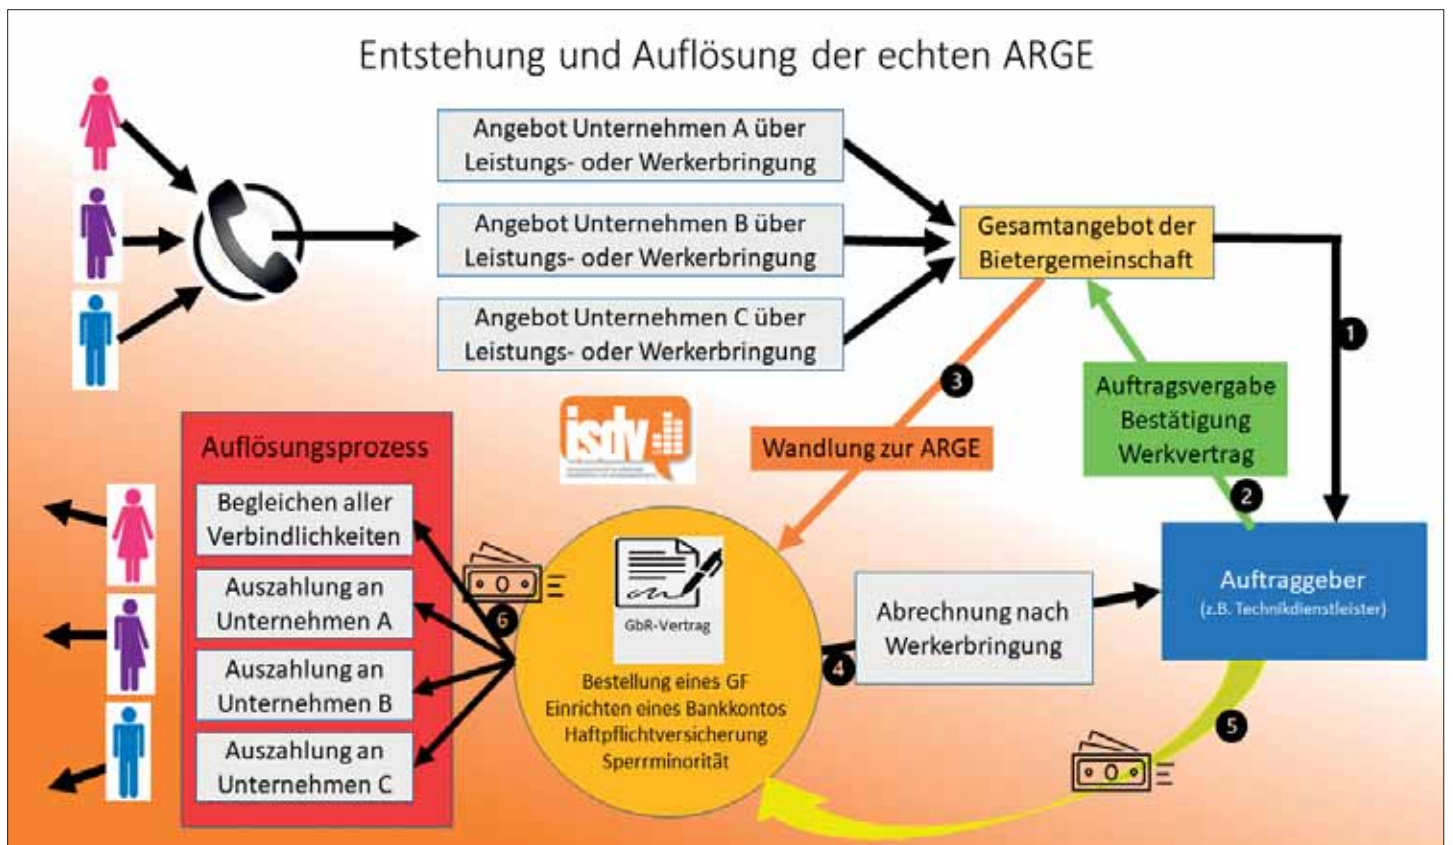 Entstehung und Auflösung der echten ARGE
Angebot Unternehmen A über
Leistungs- oder Werkerbringung
Angebot Unternehmen B über
Leistungs- oder Werkerbringung
Angebot Unternehmen C über
Leistungs- oder Werkerbringung
Gesamtangebot der
Bietergemeinschaft
1
Auftragsvergabe
Bestätigung
Werkvertrag
2
3
Wandlung zur ARGE
isdv
Auftraggeber
(z.B. Technikdienstleister)
GbR-Vertrag
Bestellung eines GF
Einrichten eines Bankkontos
Haftpflichtversicherung
Sperrminorität
4
Abrechnung nach
Werkerbringung
5
0
6
0
Auflösungsprozess
Begleichen aller
Verbindlichkeiten
Auszahlung an
Unternehmen A
Auszahlung an
Unternehmen B
Auszahlung an
Unternehmen C